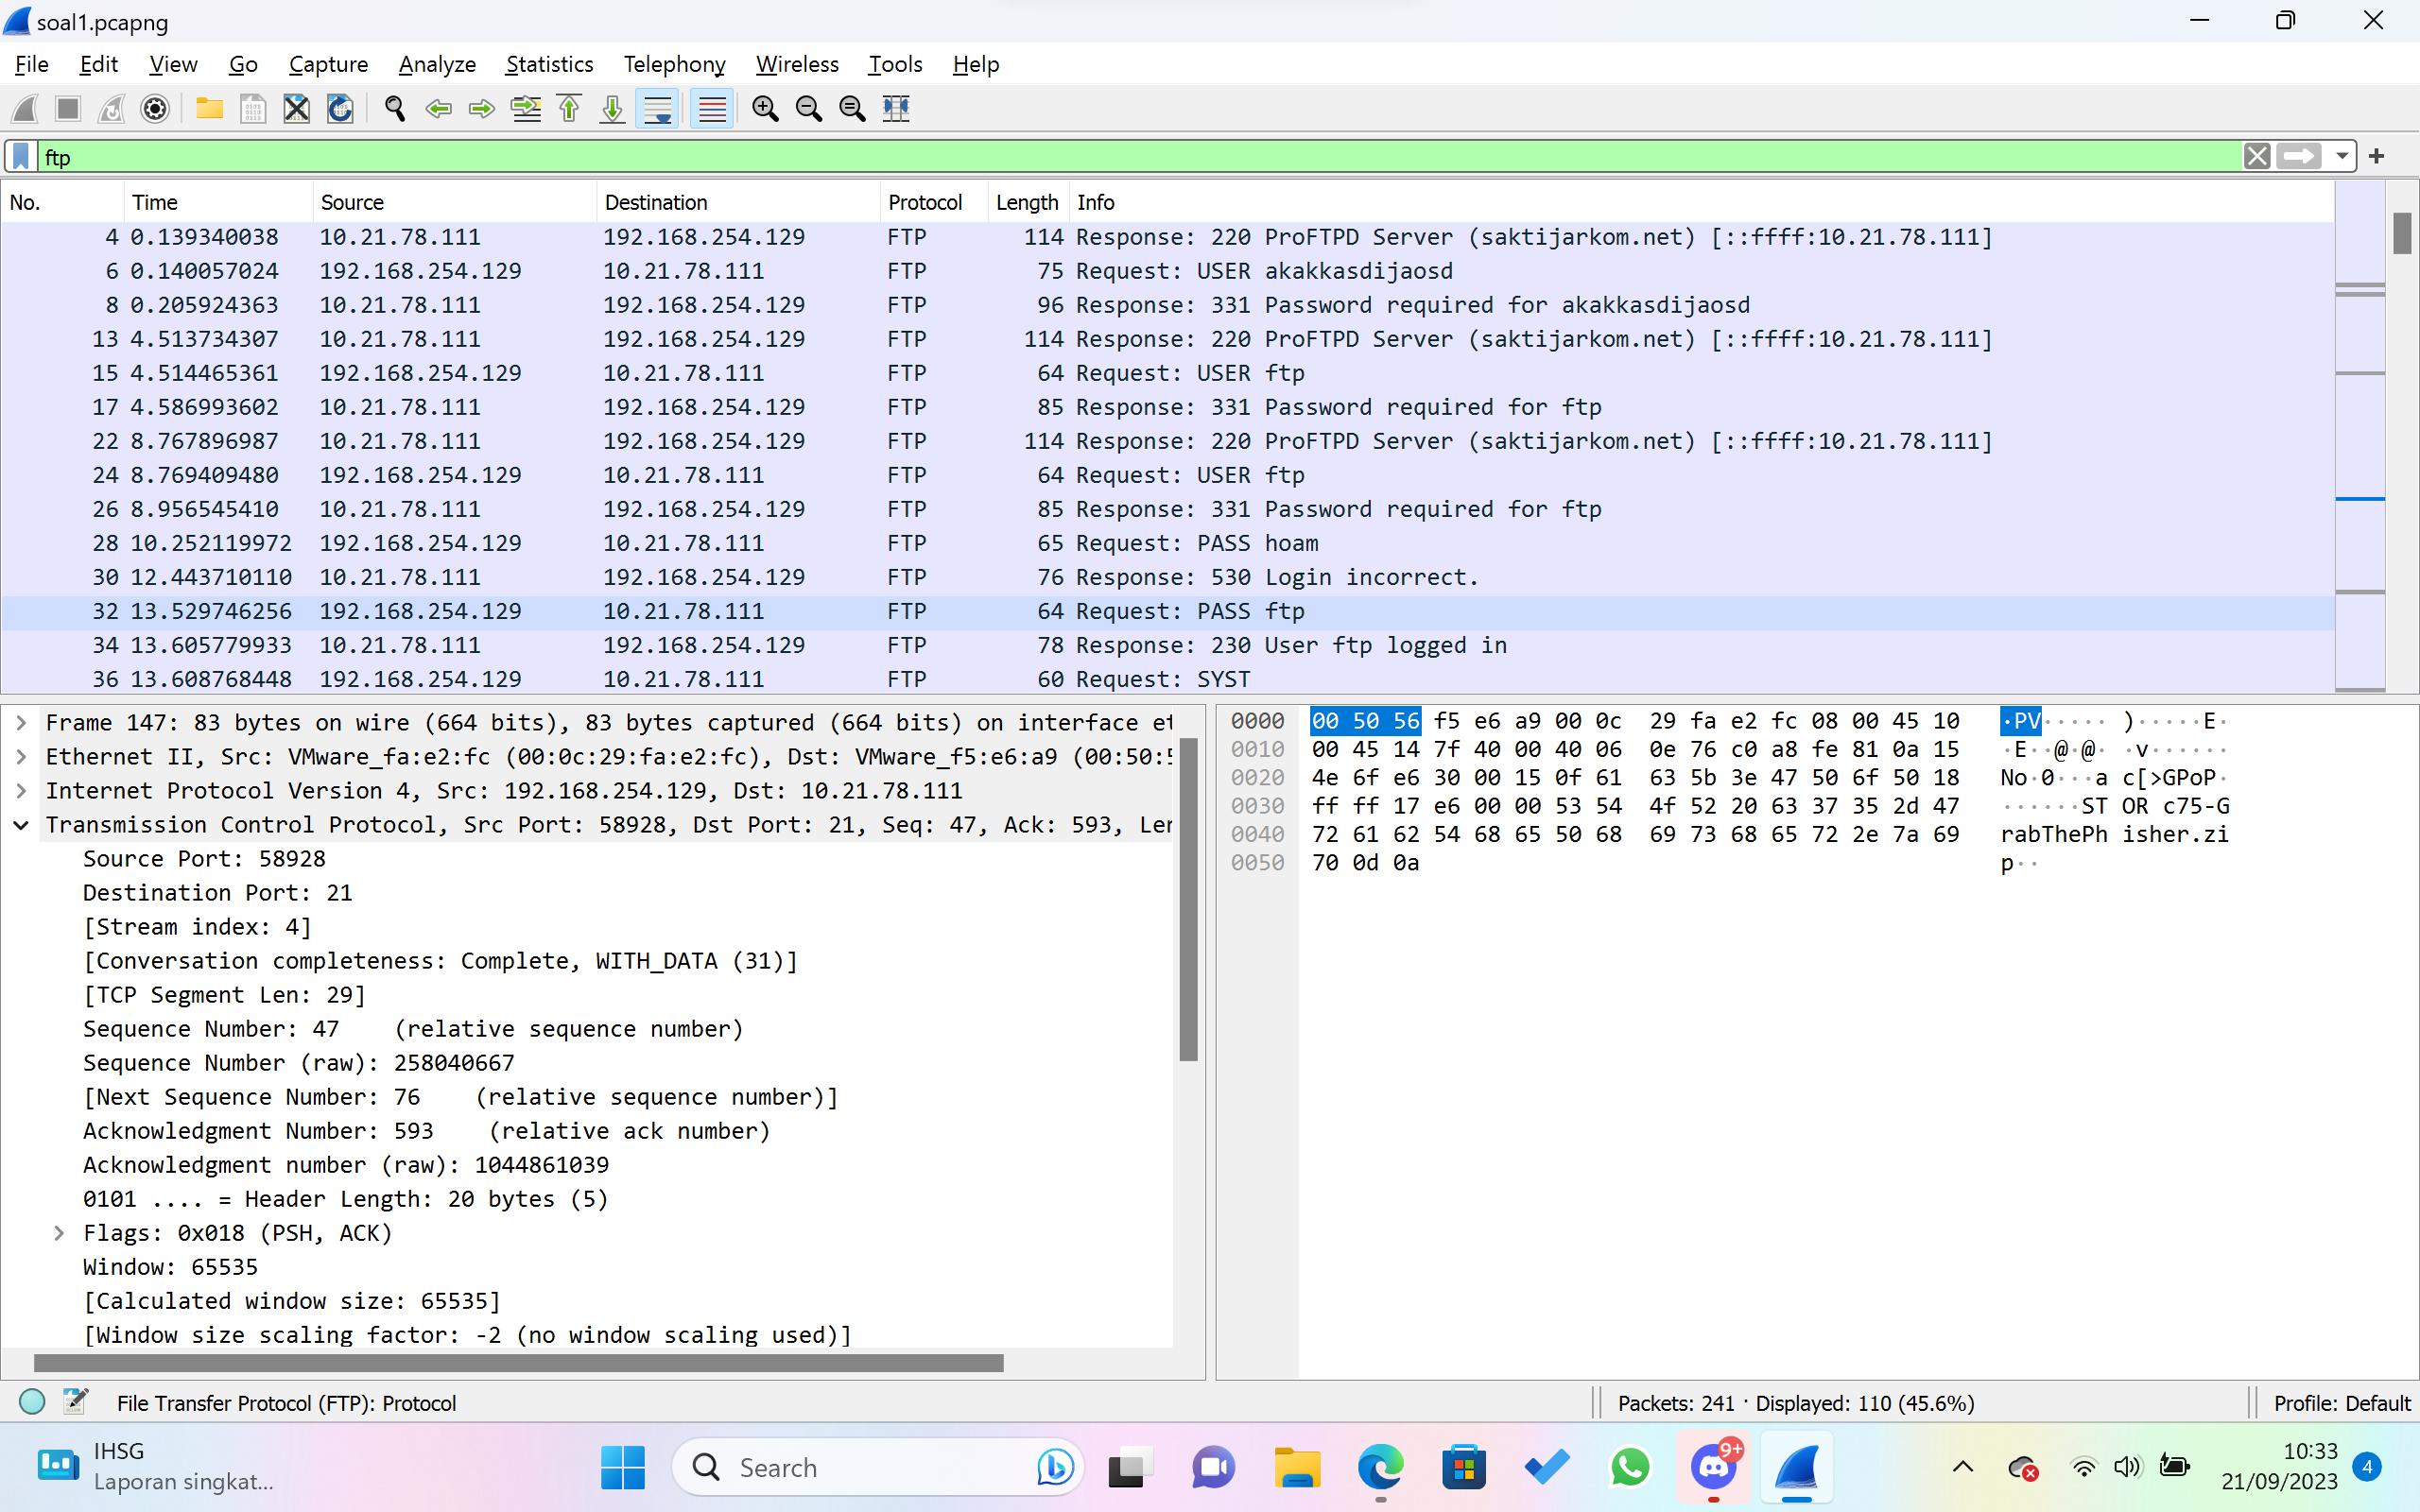 soal1.pcapng
File Edit View Go Capture Analyze Statistics Telephony Wireless Tools Help
ftp
No. Time Source Destination Protocol Length Info
4 0.139340038 10.21.78.111 192.168.254.129 FTP 114 Response: 220 ProFTPD Server (saktijarkom.net) [::ffff:10.21.78.111]
6 0.140057024 192.168.254.129 10.21.78.111 FTP 75 Request: USER akakkasdijaosd
8 0.205924363 10.21.78.111 192.168.254.129 FTP 96 Response: 331 Password required for akakkasdijaosd
13 4.513734307 10.21.78.111 192.168.254.129 FTP 114 Response: 220 ProFTPD Server (saktijarkom.net) [::ffff:10.21.78.111]
15 4.514465361 192.168.254.129 10.21.78.111 FTP 64 Request: USER ftp
17 4.586993602 10.21.78.111 192.168.254.129 FTP 85 Response: 331 Password required for ftp
22 8.767896987 10.21.78.111 192.168.254.129 FTP 114 Response: 220 ProFTPD Server (saktijarkom.net) [::ffff:10.21.78.111]
24 8.769409480 192.168.254.129 10.21.78.111 FTP 64 Request: USER ftp
26 8.956545410 10.21.78.111 192.168.254.129 FTP 85 Response: 331 Password required for ftp
28 10.252119972 192.168.254.129 10.21.78.111 FTP 65 Request: PASS hoam
30 12.443710110 10.21.78.111 192.168.254.129 FTP 76 Response: 530 Login incorrect.
32 13.529746256 192.168.254.129 10.21.78.111 FTP 64 Request: PASS ftp
34 13.605779933 10.21.78.111 192.168.254.129 FTP 78 Response: 230 User ftp logged in
36 13.608768448 192.168.254.129 10.21.78.111 FTP 60 Request: SYST
Frame 147: 83 bytes on wire (664 bits), 83 bytes captured (664 bits) on interface et
Ethernet II, Src: VMware_fa:e2:fc (00:0c:29:fa:e2:fc), Dst: VMware_f5:e6:a9 (00:50:5
Internet Protocol Version 4, Src: 192.168.254.129, Dst: 10.21.78.111
Transmission Control Protocol, Src Port: 58928, Dst Port: 21, Seq: 47, Ack: 593, Ler
Source Port: 58928
Destination Port: 21
[Stream index: 4]
[Conversation completeness: Complete, WITH_DATA (31)]
[TCP Segment Len: 29]
Sequence Number: 47 (relative sequence number)
Sequence Number (raw): 258040667
[Next Sequence Number: 76 (relative sequence number)]
Acknowledgment Number: 593 (relative ack number)
Acknowledgment number (raw): 1044861039
0101 .... = Header Length: 20 bytes (5)
Flags: 0x018 (PSH, ACK)
Window: 65535
[Calculated window size: 65535]
[Window size scaling factor: -2 (no window scaling used)]
0000 00 50 56 f5 e6 a9 00 0c 29 fa e2 fc 08 00 45 10 ·PV····· )·····E·
0010 00 45 14 7f 40 00 40 06 0e 76 c0 a8 fe 81 0a 15 ·E··@·@· ·v······
0020 4e 6f e6 30 00 15 0f 61 63 5b 3e 47 50 6f 50 18 No·0···a c[>GPoP·
0030 ff ff 17 e6 00 00 53 54 4f 52 20 63 37 35 2d 47 ······ST OR c75-G
0040 72 61 62 54 68 65 50 68 69 73 68 65 72 2e 7a 69 rabThePh isher.zi
0050 70 0d 0a p··
File Transfer Protocol (FTP): Protocol
Packets: 241 · Displayed: 110 (45.6%)
Profile: Default
IHSG
Laporan singkat...
Search
9+
10:33
21/09/2023
4